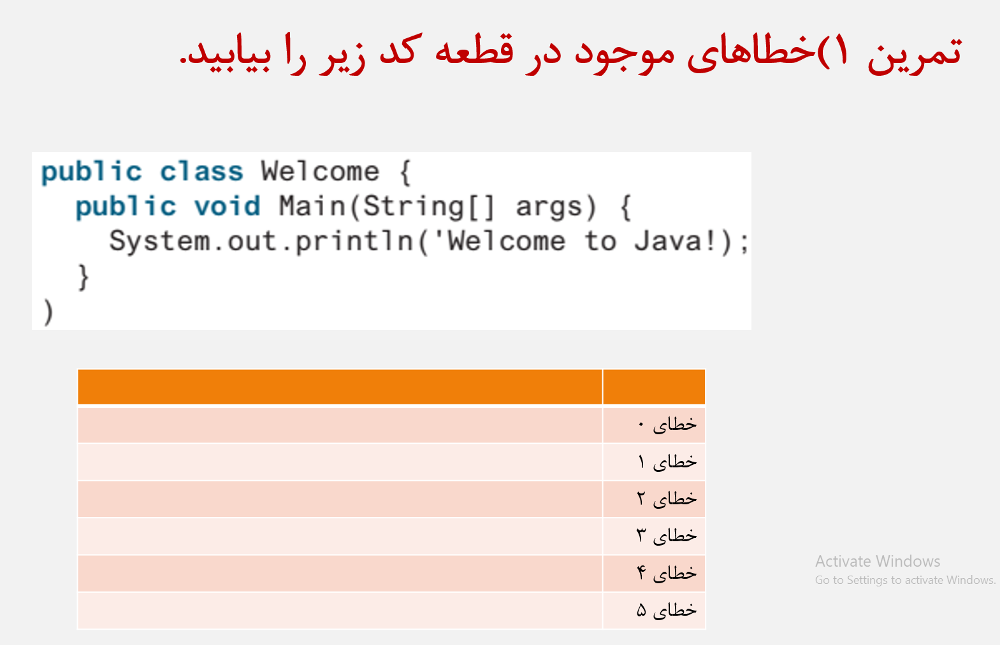 تمرین ۱)خطاهای موجود در قطعه کد زیر را بیابید.
public class Welcome {
  public void Main(String[] args) {
    System.out.println('Welcome to Java!);
  }
)
خطای ۰
خطای ۱
خطای ۲
خطای ۳
خطای ۴
خطای ۵
Activate Windows
Go to Settings to activate Windows.